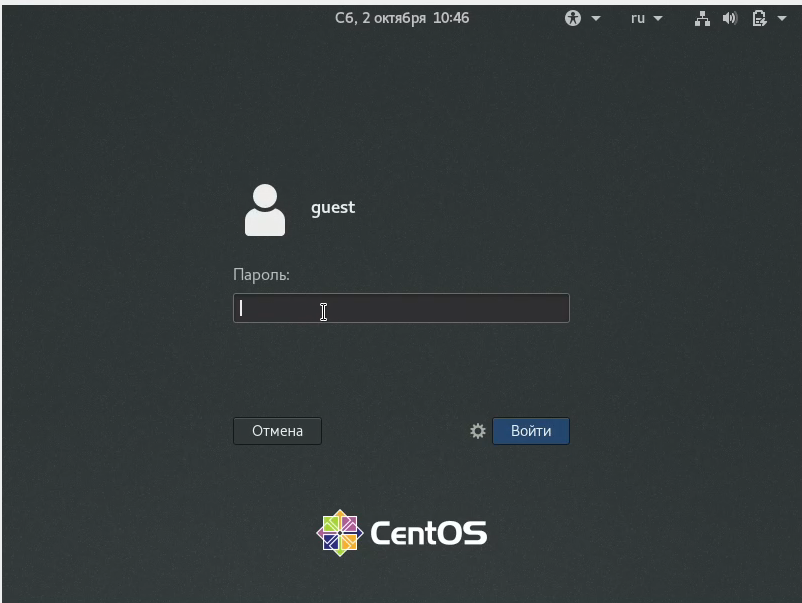 Сб, 2 октября 10:46
ru
guest
Пароль:
Отмена
Войти
CentOS